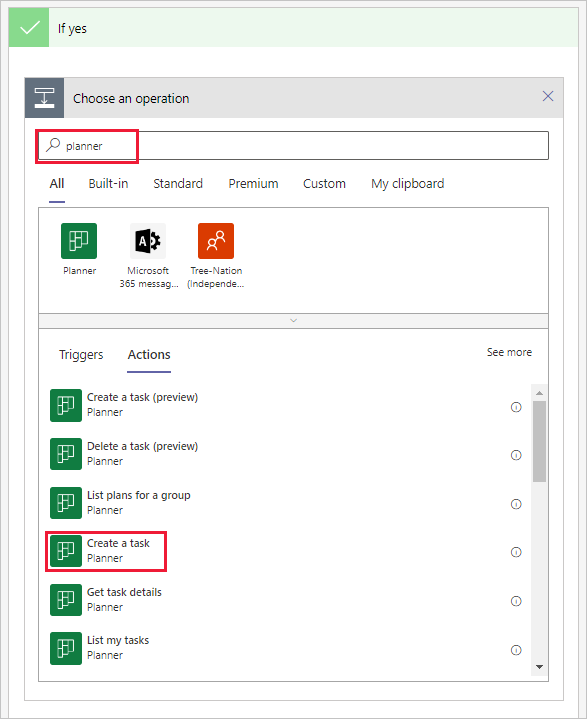 If yes
Choose an operation
planner
All Built-in Standard Premium Custom My clipboard
Planner Microsoft Tree-Nation
365 messag... (Independe...
Triggers Actions See more
Create a task (preview)
Planner
Delete a task (preview)
Planner
List plans for a group
Planner
Create a task
Planner
Get task details
Planner
List my tasks
Planner